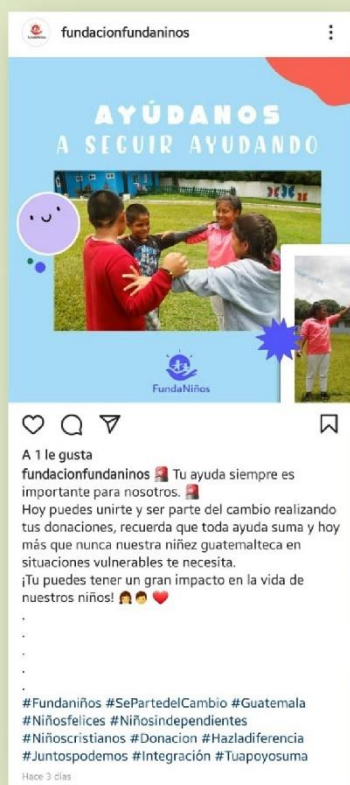 fundacionfundaninos
AYÚDANOS
A SEGUIR AYUDANDO
FundaNiños
A 1 le gusta
fundacionfundaninos 🚨 Tu ayuda siempre es
importante para nosotros. 🚨
Hoy puedes unirte y ser parte del cambio realizando
tus donaciones, recuerda que toda ayuda suma y hoy
más que nunca nuestra niñez guatemalteca en
situaciones vulnerables te necesita.
¡Tu puedes tener un gran impacto en la vida de
nuestros niños! 👧🧒❤️
.
.
.
.
.
#Fundaniños #SePartedelCambio #Guatemala
#Niñosfelices #Niñosindependientes
#Niñoscristianos #Donacion #Hazladiferencia
#Juntospodemos #Integración #Tuapoyosuma
Hace 3 días